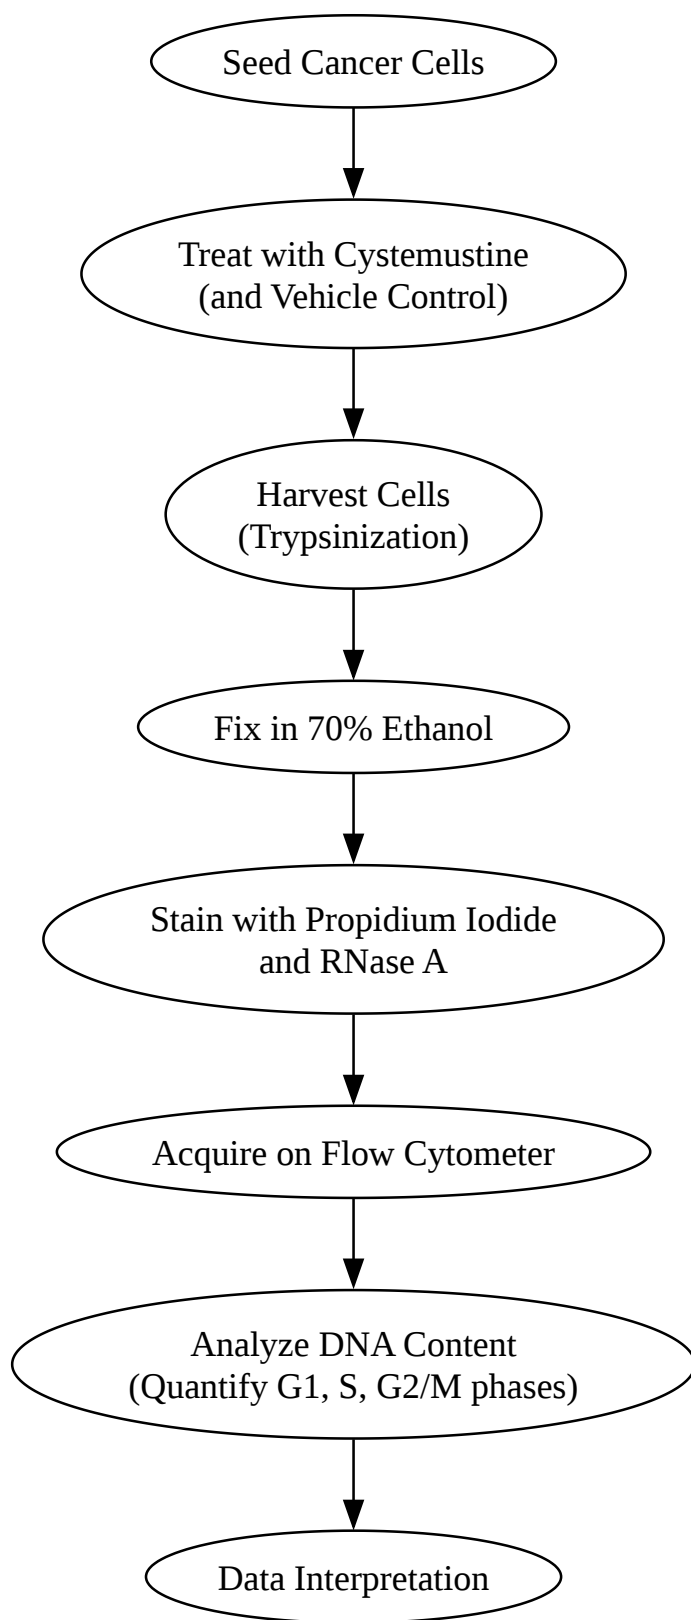 Seed Cancer Cells
Treat with Cystemustine
(and Vehicle Control)
Harvest Cells
(Trypsinization)
Fix in 70% Ethanol
Stain with Propidium Iodide
and RNase A
Acquire on Flow Cytometer
Analyze DNA Content
(Quantify G1, S, G2/M phases)
Data Interpretation